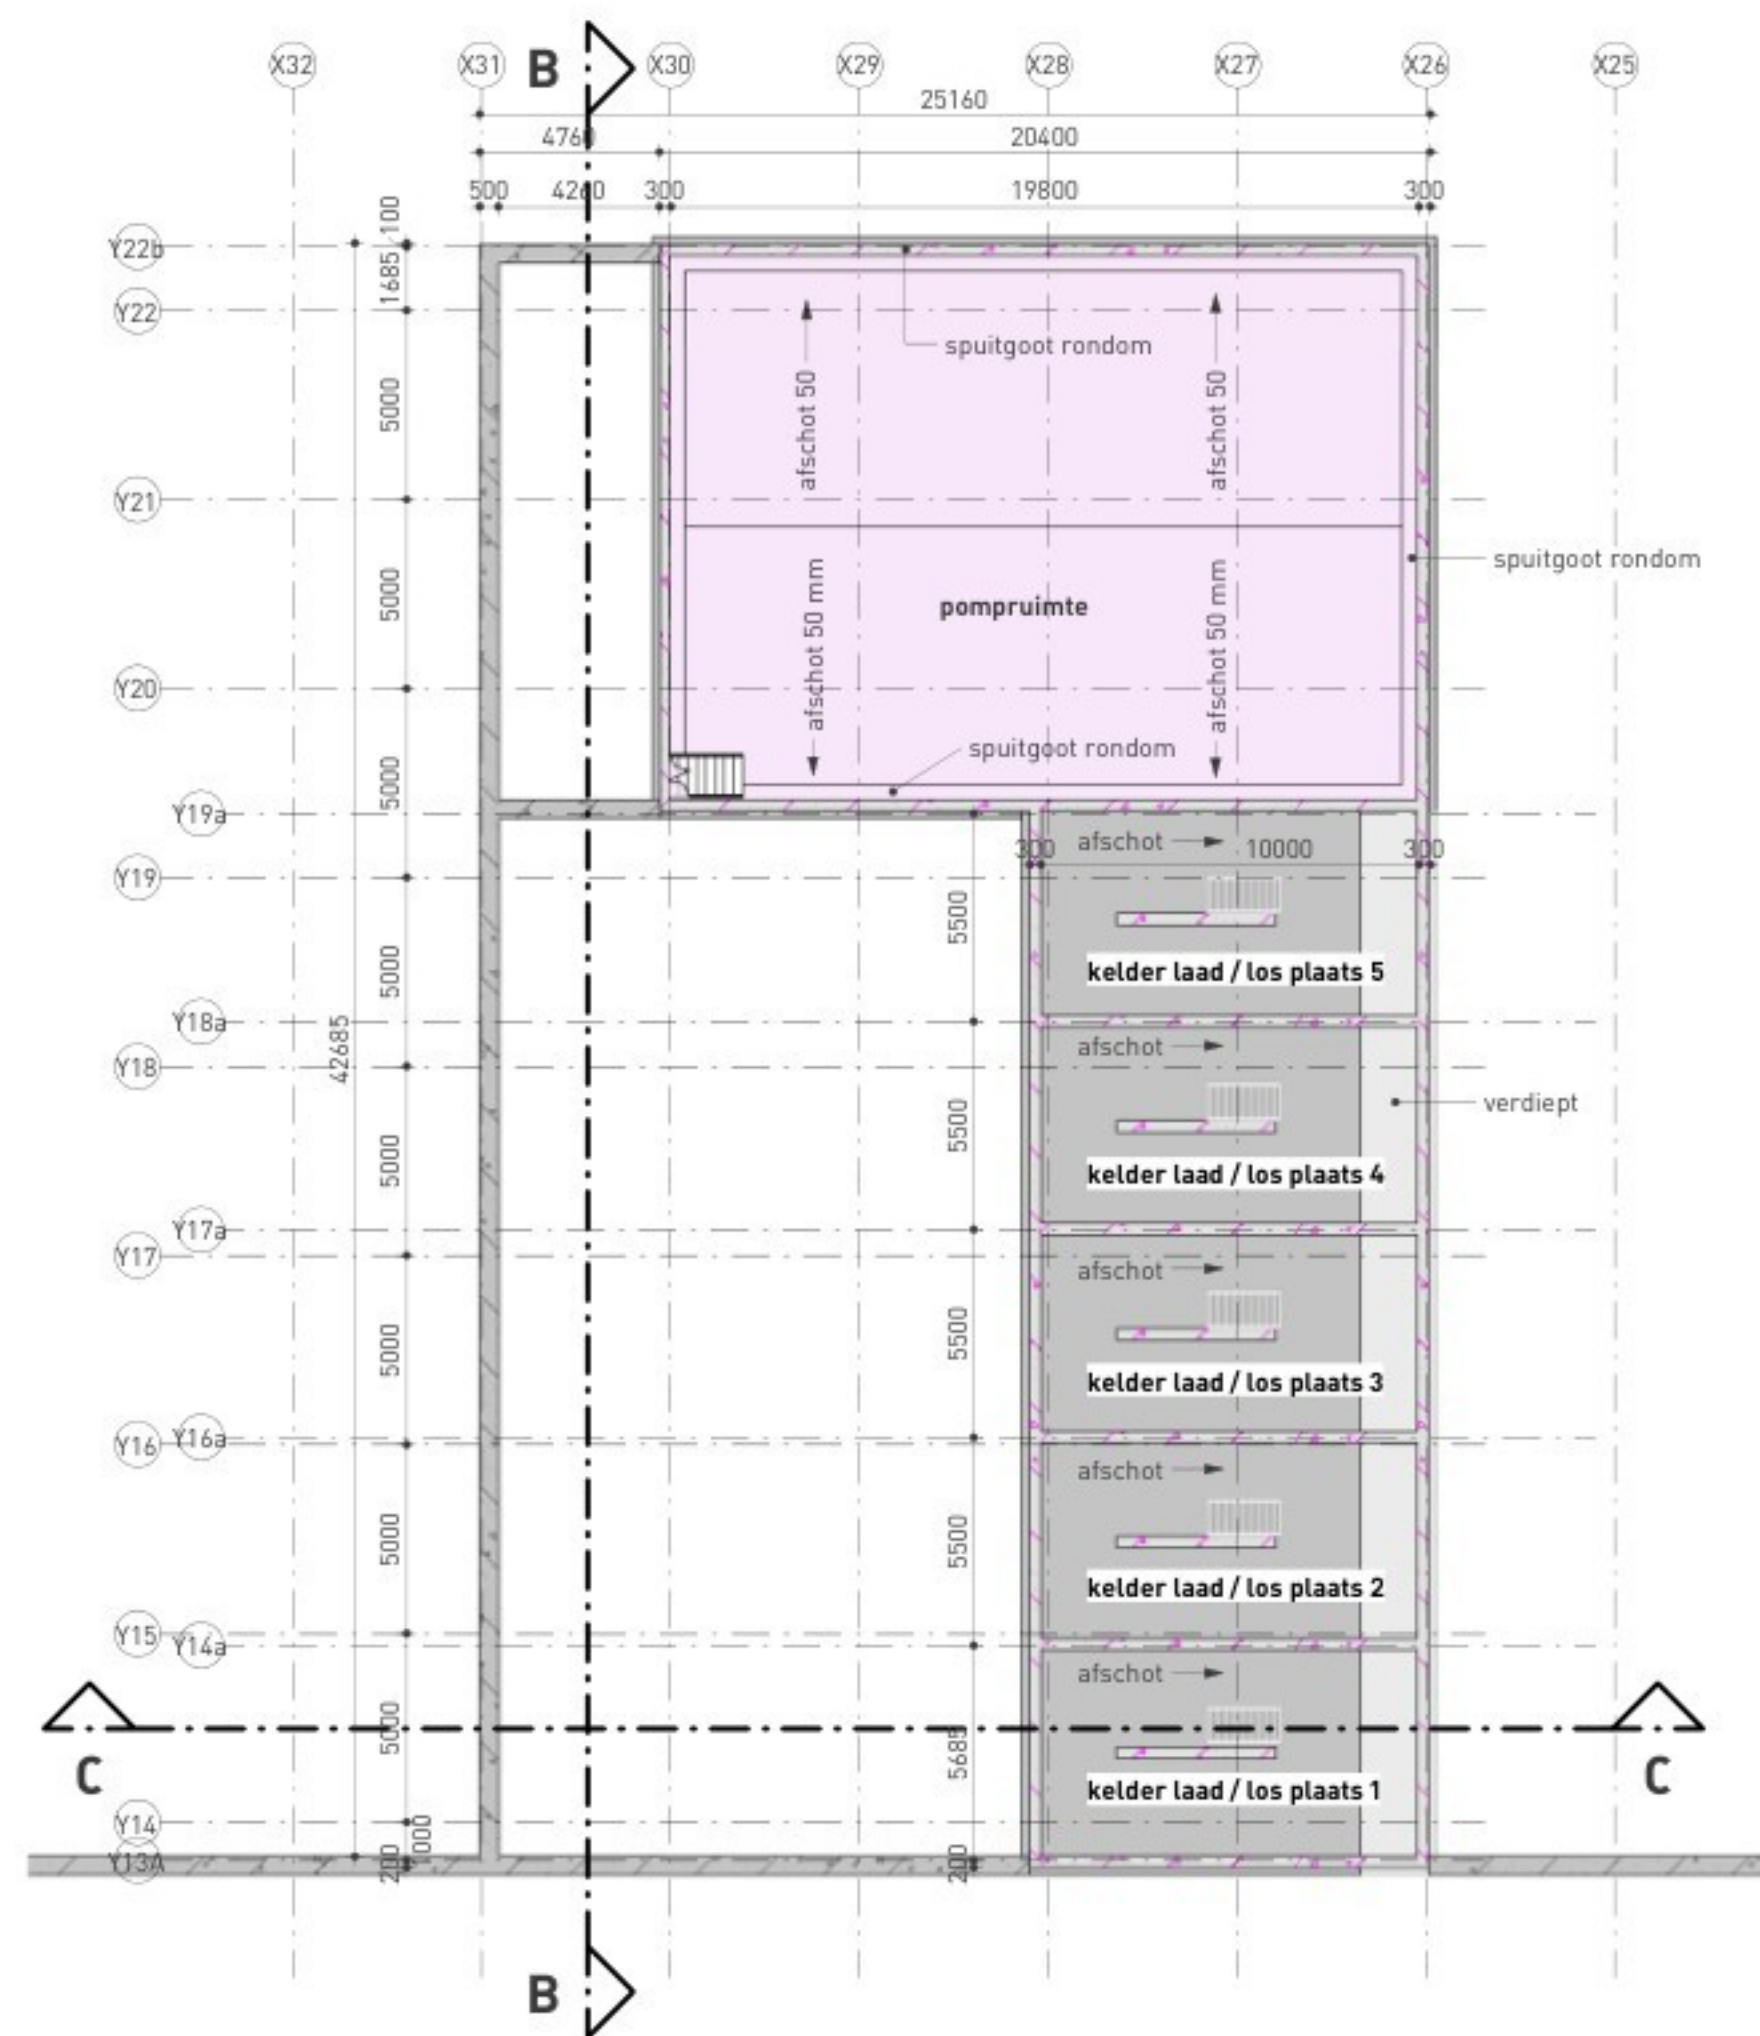 B
X32
X31
X30
X29
X28
X27
X26
X25
25160
4760
20400
500
4260
300
19800
300
100
1685
Y22b
Y22
spuitgoot rondom
afschot 50
afschot 50
5000
Y21
spuitgoot rondom
afschot 50 mm
afschot 50 mm
pompruimte
5000
Y20
spuitgoot rondom
5000
Y19a
afschot
300
10000
300
Y19
5500
5000
kelder laad / los plaats 5
Y18a
42685
afschot
Y18
verdiept
5500
5000
kelder laad / los plaats 4
Y17a
Y17
afschot
5500
5000
kelder laad / los plaats 3
Y16
Y16a
afschot
5500
5000
kelder laad / los plaats 2
Y15
Y14a
afschot
5000
5685
C
C
kelder laad / los plaats 1
Y14
Y13A
200
200
B